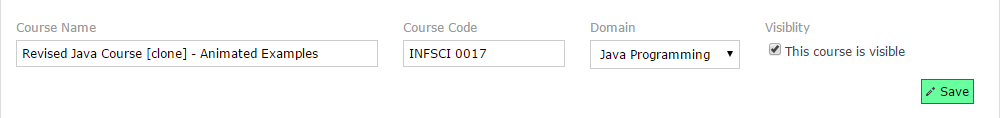 Course Name Course Code Domain Visiblity
Revised Java Course [clone] - Animated Examples INFSCI 0017 Java Programming This course is visible
Save